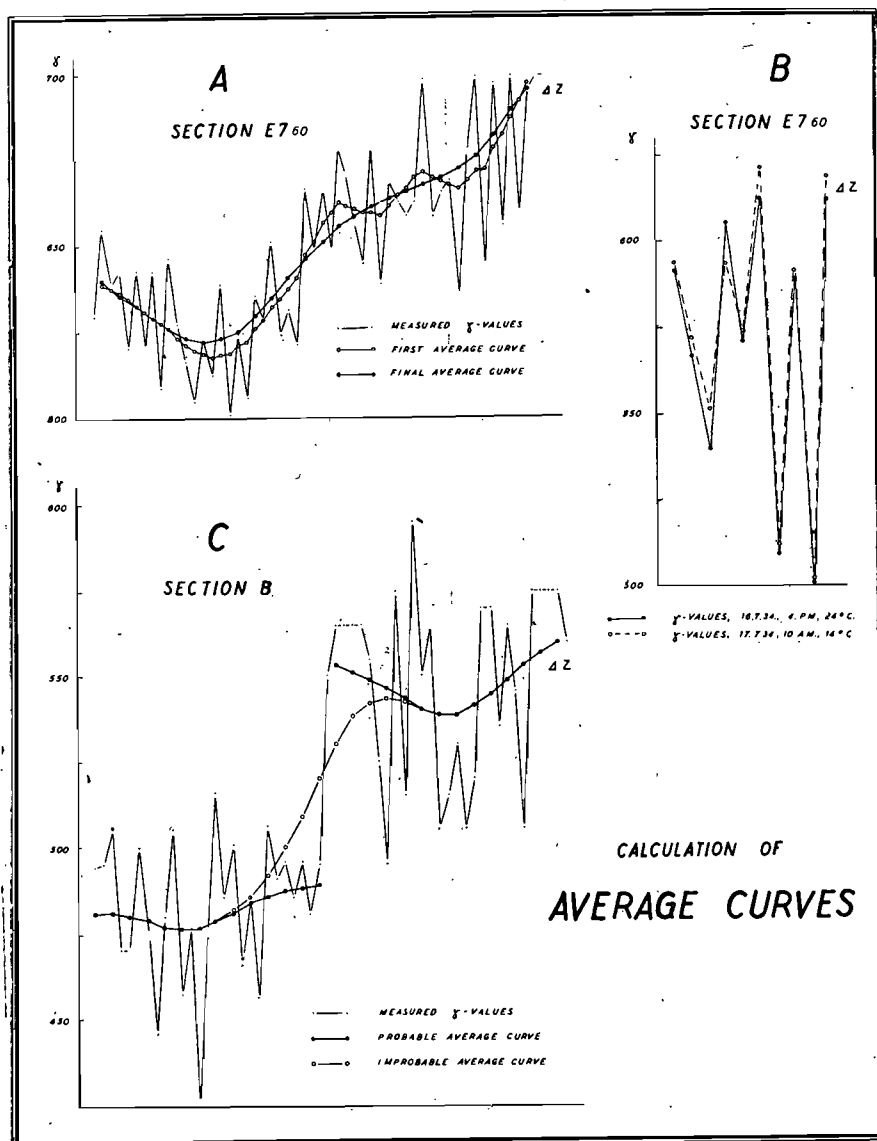 A
SECTION E7 60
γ
700
650
600
Δ Z
MEASURED γ-VALUES
FIRST AVERAGE CURVE
FINAL AVERAGE CURVE
B
SECTION E7 60
γ
600
550
500
Δ Z
γ-VALUES, 16.7.34., 4. PM, 24° C.
γ-VALUES, 17.7.34, 10 AM., 14° C
C
SECTION B.
γ
600
550
500
450
Δ Z
MEASURED γ-VALUES
PROBABLE AVERAGE CURVE
IMPROBABLE AVERAGE CURVE
CALCULATION OF
AVERAGE CURVES